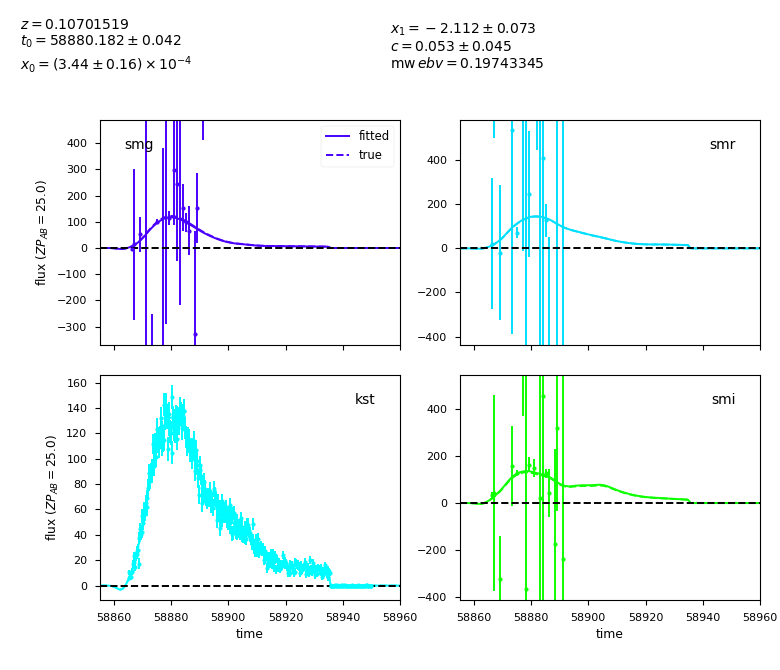 z = 0.10701519
t₀ = 58880.182 ± 0.042
x₀ = (3.44 ± 0.16) × 10⁻⁴
x₁ = −2.112 ± 0.073
c = 0.053 ± 0.045
mw ebv = 0.19743345
smg
fitted
true
400
300
200
100
0
−100
−200
−300
flux (ZP_AB = 25.0)
smr
400
200
0
−200
−400
kst
160
140
120
100
80
60
40
20
0
flux (ZP_AB = 25.0)
58860 58880 58900 58920 58940 58960
time
smi
400
200
0
−200
−400
58860 58880 58900 58920 58940 58960
time